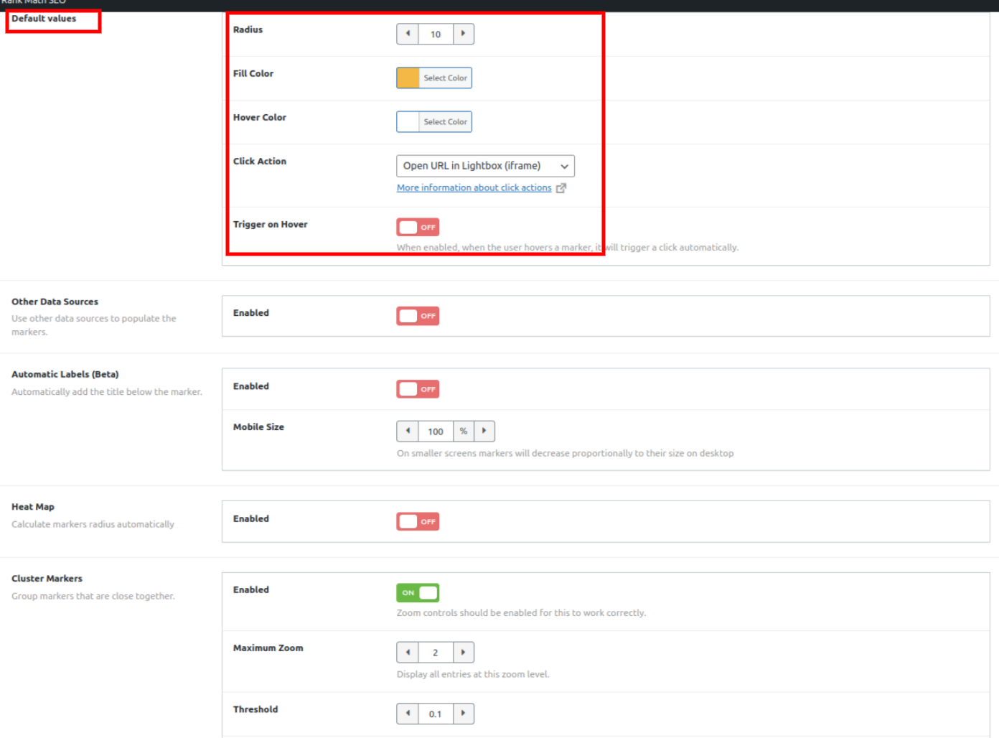 Rank Math SEO
Default values
Radius
10
Fill Color
Select Color
Hover Color
Select Color
Click Action
Open URL in Lightbox (iframe)
More information about click actions
Trigger on Hover
OFF
When enabled, when the user hovers a marker, it will trigger a click automatically.
Other Data Sources
Use other data sources to populate the
markers.
Enabled
OFF
Automatic Labels (Beta)
Automatically add the title below the marker.
Enabled
OFF
Mobile Size
100 %
On smaller screens markers will decrease proportionally to their size on desktop
Heat Map
Calculate markers radius automatically
Enabled
OFF
Cluster Markers
Group markers that are close together.
Enabled
ON
Zoom controls should be enabled for this to work correctly.
Maximum Zoom
2
Display all entries at this zoom level.
Threshold
0.1